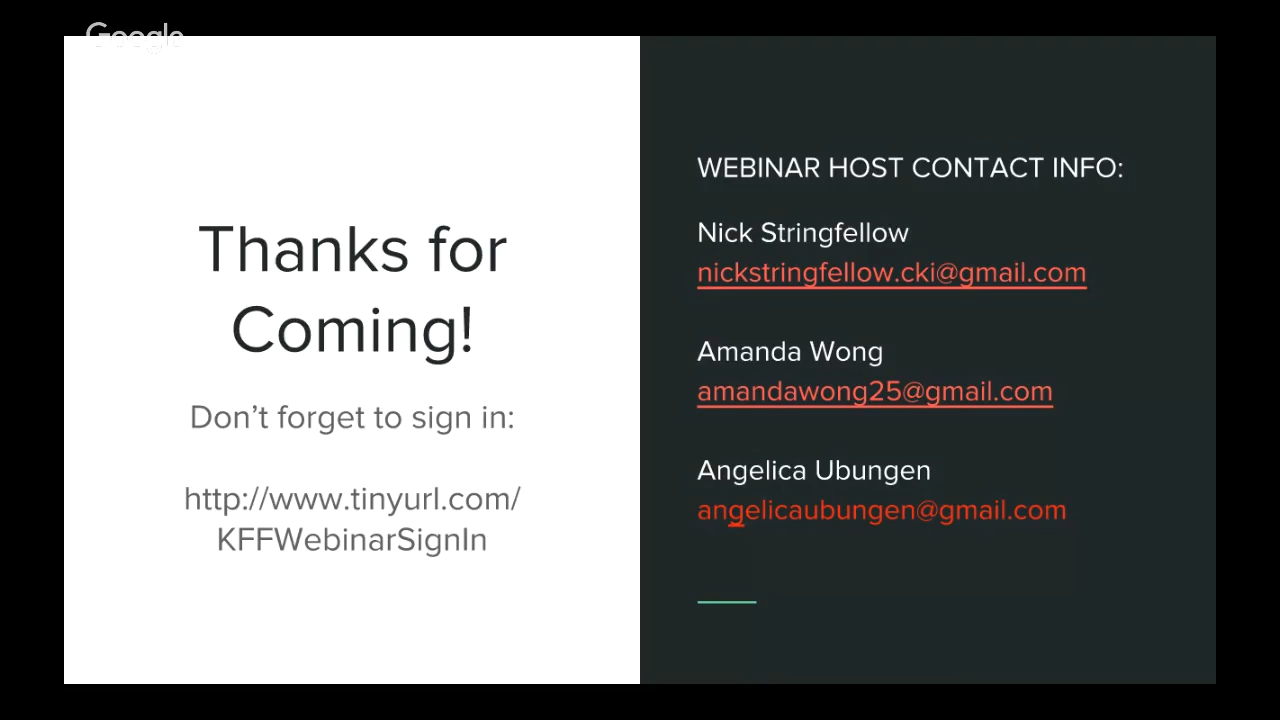 Google
Thanks for
Coming!
Don’t forget to sign in:
http://www.tinyurl.com/
KFFWebinarSignIn
WEBINAR HOST CONTACT INFO:
Nick Stringfellow
nickstringfellow.cki@gmail.com
Amanda Wong
amandawong25@gmail.com
Angelica Ubungen
angelicaubungen@gmail.com